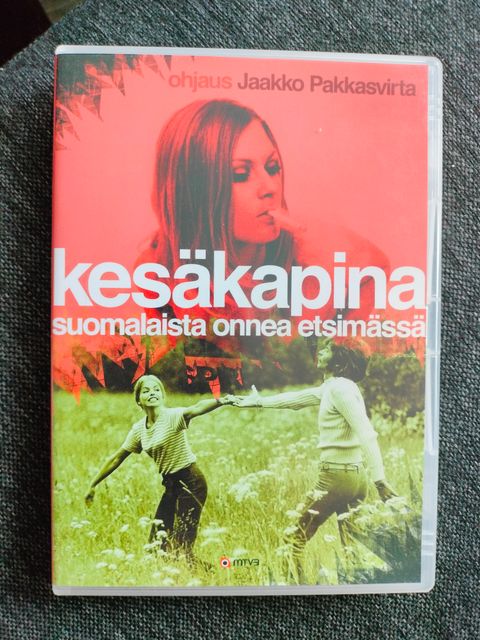 ohjaus Jaakko Pakkasvirta
kesäkapina
suomalaista onnea etsimässä
MTV3